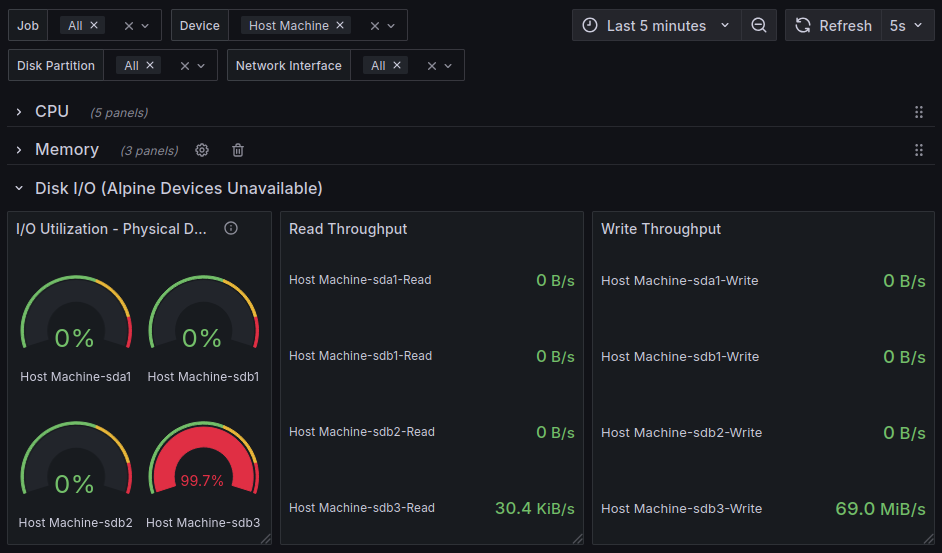 Job All × × Device Host Machine × × Last 5 minutes Refresh 5s
Disk Partition All × × Network Interface All × ×
CPU (5 panels)
Memory (3 panels)
Disk I/O (Alpine Devices Unavailable)
I/O Utilization - Physical D...
0%
Host Machine-sda1
0%
Host Machine-sdb1
0%
Host Machine-sdb2
99.7%
Host Machine-sdb3
Read Throughput
Host Machine-sda1-Read 0 B/s
Host Machine-sdb1-Read 0 B/s
Host Machine-sdb2-Read 0 B/s
Host Machine-sdb3-Read 30.4 KiB/s
Write Throughput
Host Machine-sda1-Write 0 B/s
Host Machine-sdb1-Write 0 B/s
Host Machine-sdb2-Write 0 B/s
Host Machine-sdb3-Write 69.0 MiB/s